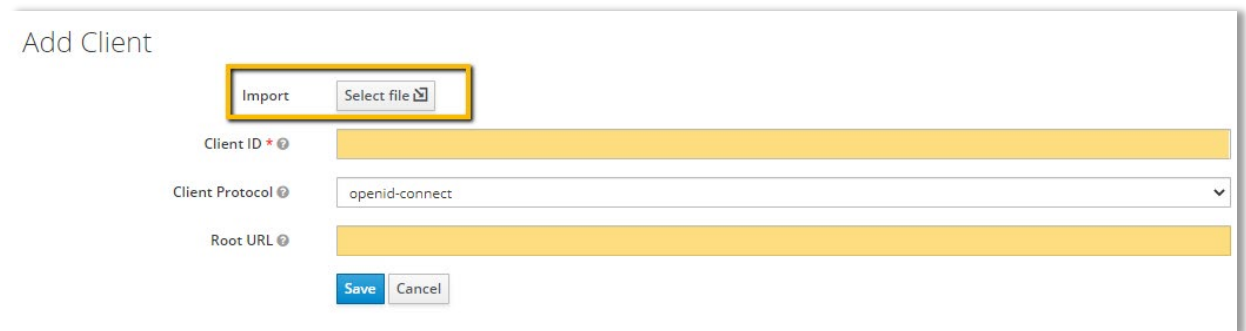 Add Client
Import Select file
Client ID *
Client Protocol openid-connect
Root URL
Save Cancel